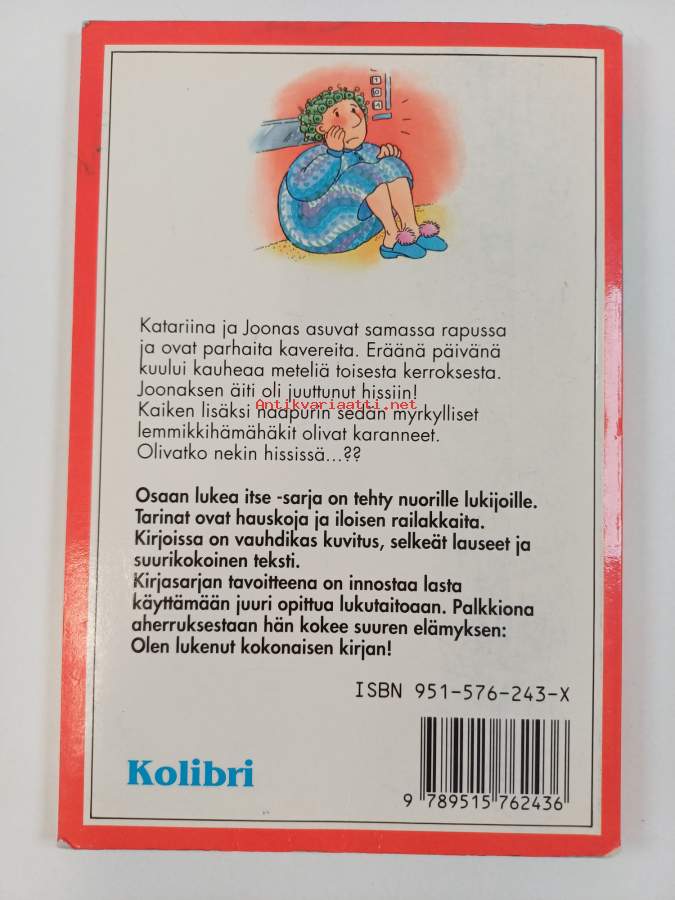 Katariina ja Joonas asuvat samassa rapussa
ja ovat parhaita kavereita. Eräänä päivänä
kuului kauheaa meteliä toisesta kerroksesta.
Joonaksen äiti oli juuttunut hissiin!
Antikvariaatti.net
Kaiken lisäksi naapurin sedän myrkylliset
lemmikkihämähäkit olivat karanneet.
Olivatko nekin hississä...??
Osaan lukea itse -sarja on tehty nuorille lukijoille.
Tarinat ovat hauskoja ja iloisen railakkaita.
Kirjoissa on vauhdikas kuvitus, selkeät lauseet ja
suurikokoinen teksti.
Kirjasarjan tavoitteena on innostaa lasta
käyttämään juuri opittua lukutaitoaan. Palkkiona
aherruksestaan hän kokee suuren elämyksen:
Olen lukenut kokonaisen kirjan!
ISBN 951-576-243-X
Kolibri
9 789515 762436